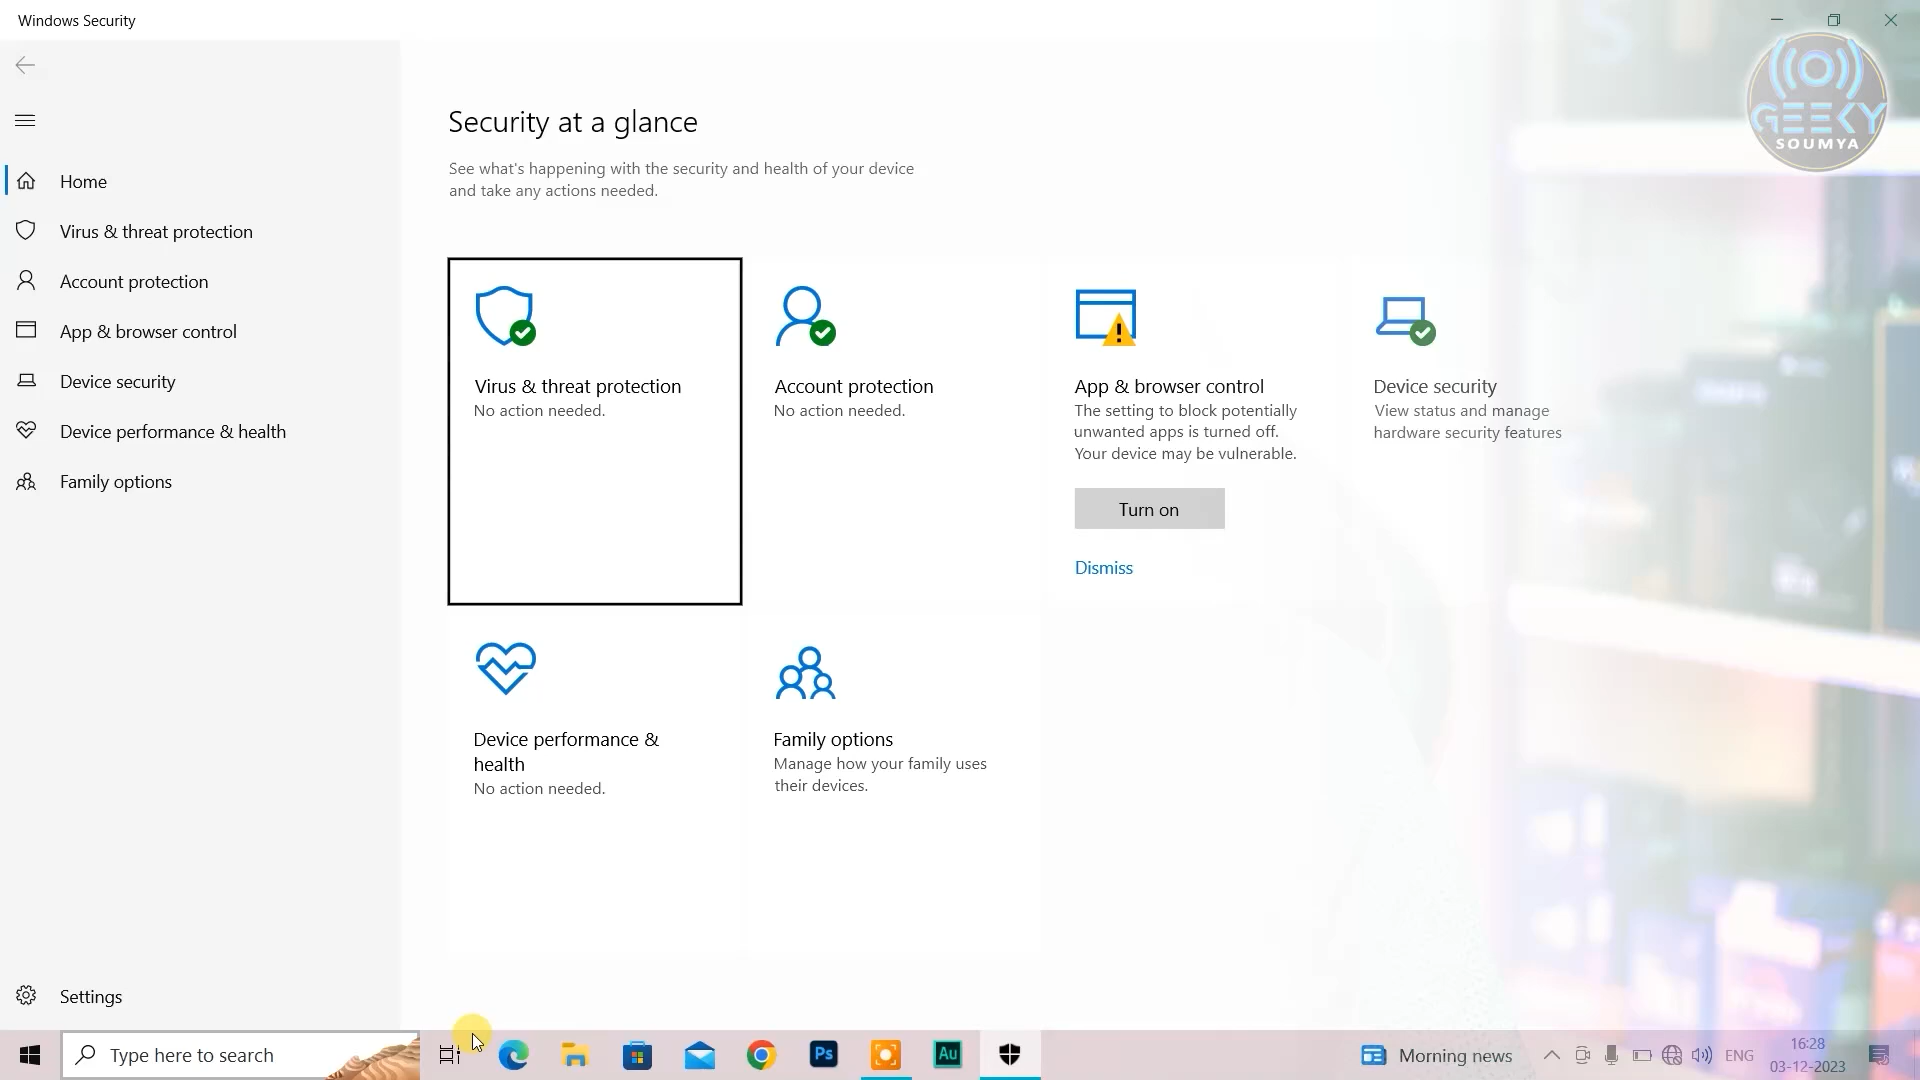 Windows Security
GEEKY
SOUMYA
Security at a glance
See what's happening with the security and health of your device
and take any actions needed.
Home
Virus & threat protection
Account protection
App & browser control
Device security
Device performance & health
Family options
Virus & threat protection
No action needed.
Account protection
No action needed.
App & browser control
The setting to block potentially
unwanted apps is turned off.
Your device may be vulnerable.
Turn on
Dismiss
Device security
View status and manage
hardware security features
Device performance &
health
No action needed.
Family options
Manage how your family uses
their devices.
Settings
Type here to search
Ps
Au
Morning news
ENG
16:28
03-12-2023